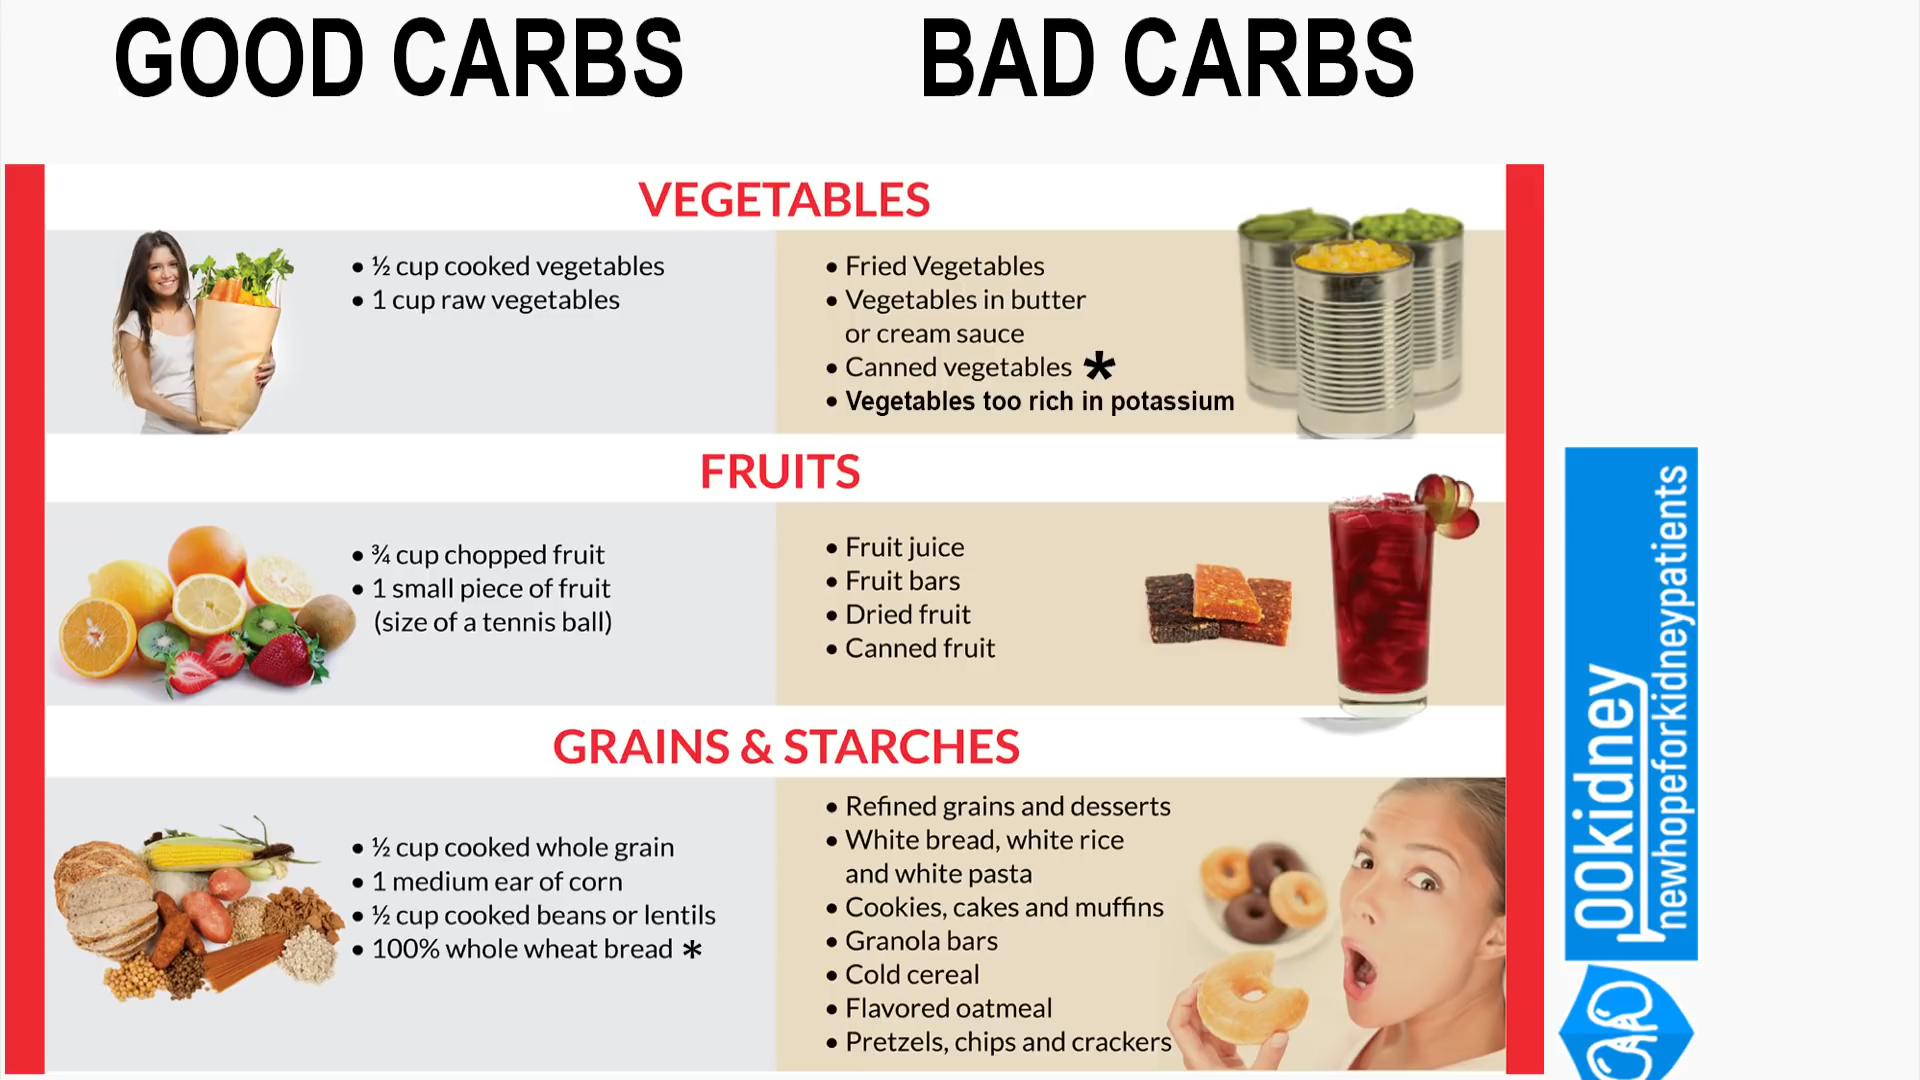 GOOD CARBS
BAD CARBS
VEGETABLES
• ½ cup cooked vegetables
• 1 cup raw vegetables
• Fried Vegetables
• Vegetables in butter
or cream sauce
• Canned vegetables *
• Vegetables too rich in potassium
FRUITS
• ¾ cup chopped fruit
• 1 small piece of fruit
(size of a tennis ball)
• Fruit juice
• Fruit bars
• Dried fruit
• Canned fruit
GRAINS & STARCHES
• ½ cup cooked whole grain
• 1 medium ear of corn
• ½ cup cooked beans or lentils
• 100% whole wheat bread *
• Refined grains and desserts
• White bread, white rice
and white pasta
• Cookies, cakes and muffins
• Granola bars
• Cold cereal
• Flavored oatmeal
• Pretzels, chips and crackers
00kidney
newhopeforkidneypatients